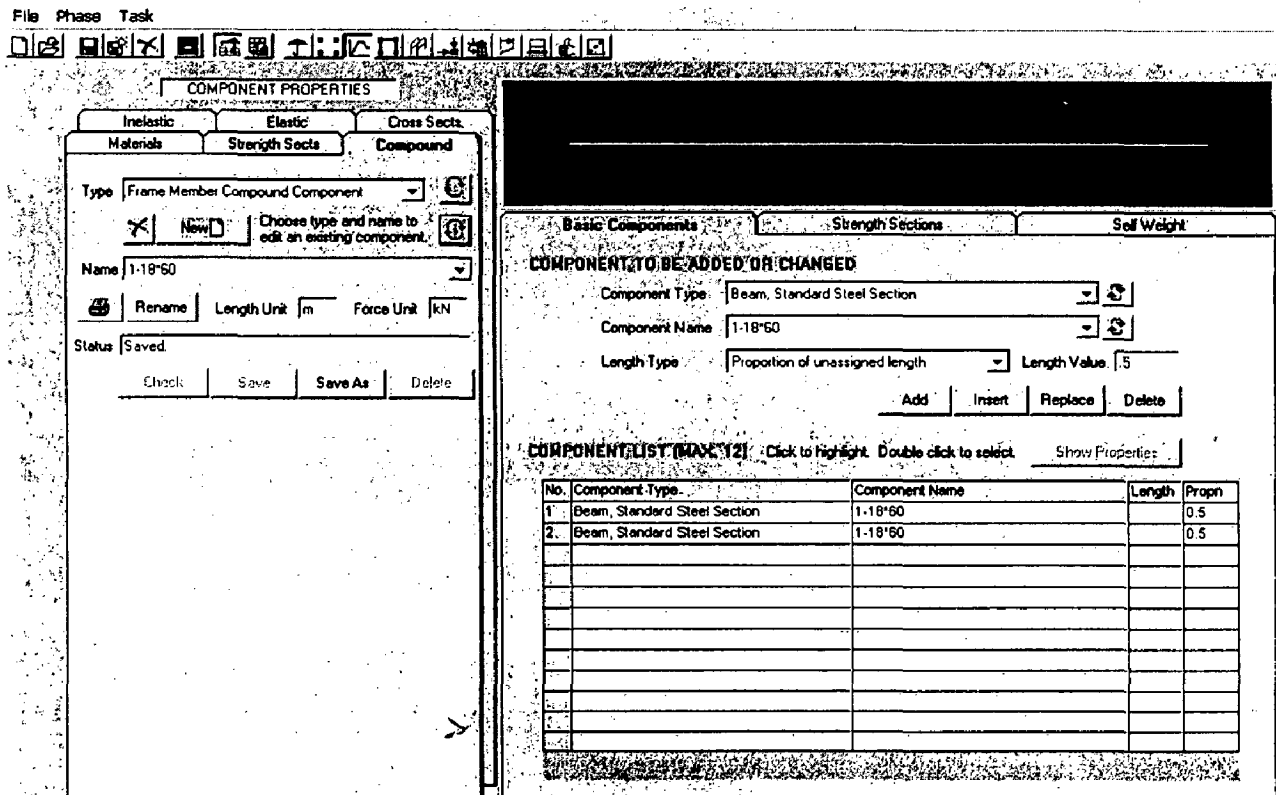 File Phase Task
COMPONENT PROPERTIES
Inelastic Elastic Cross Sects.
Materials Strength Sects Compound
Type Frame Member Compound Component
New Choose type and name to
edit an existing component.
Name 1-18*60
Rename Length Unit m Force Unit kN
Status Saved.
Check Save Save As Delete
Basic Components Strength Sections Self Weight
COMPONENT TO BE ADDED OR CHANGED
Component Type Beam, Standard Steel Section
Component Name 1-18*60
Length Type Proportion of unassigned length Length Value .5
Add Insert Replace Delete
COMPONENT LIST (MAX. 12) Click to highlight. Double click to select. Show Properties
No. Component Type Component Name Length Propn
1 Beam, Standard Steel Section 1-18*60 0.5
2. Beam, Standard Steel Section 1-18*60 0.5